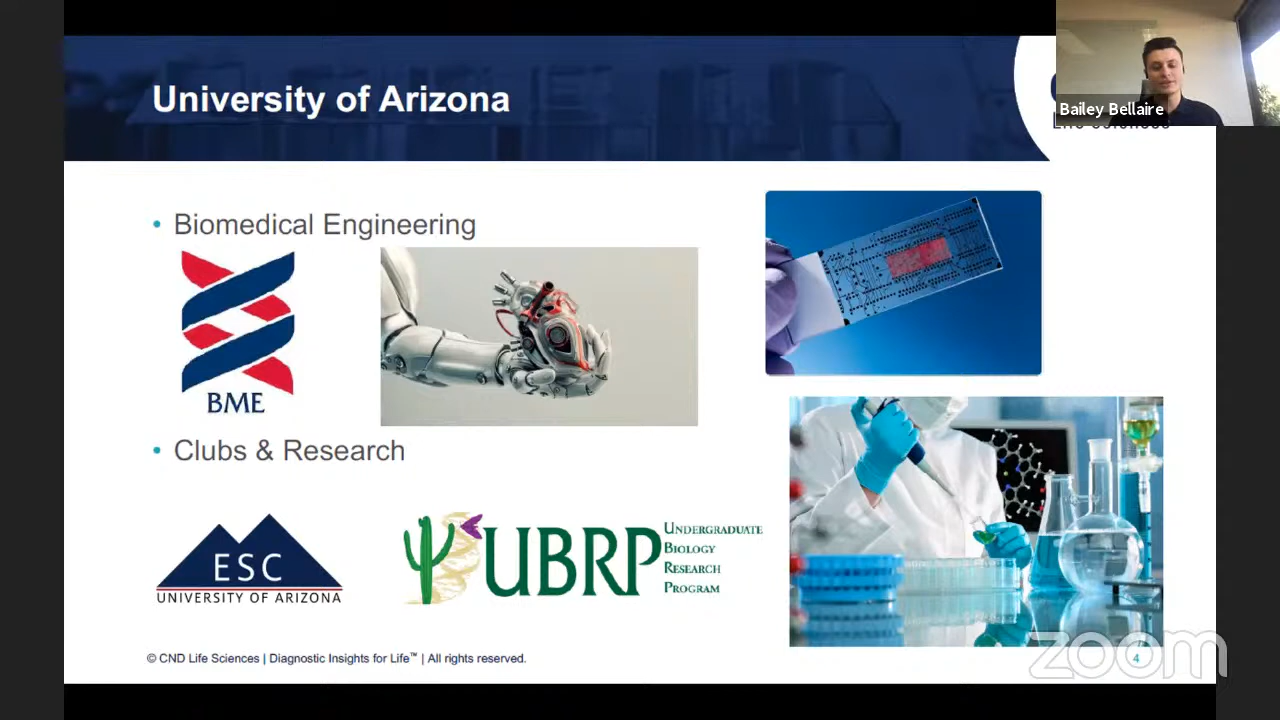 University of Arizona
Bailey Bellaire
Life Sciences
• Biomedical Engineering
BME
• Clubs & Research
ESC
UNIVERSITY OF ARIZONA
UBRP
UNDERGRADUATE
BIOLOGY
RESEARCH
PROGRAM
© CND Life Sciences | Diagnostic Insights for Life™ | All rights reserved.
4
zoom